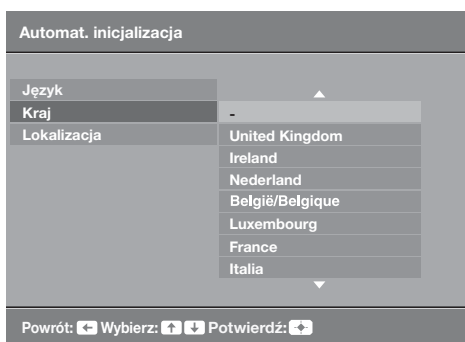 Automat. inicjalizacja
Język
Kraj
Lokalizacja
-
United Kingdom
Ireland
Nederland
België/Belgique
Luxembourg
France
Italia
Powrót: Wybierz: Potwierdź: